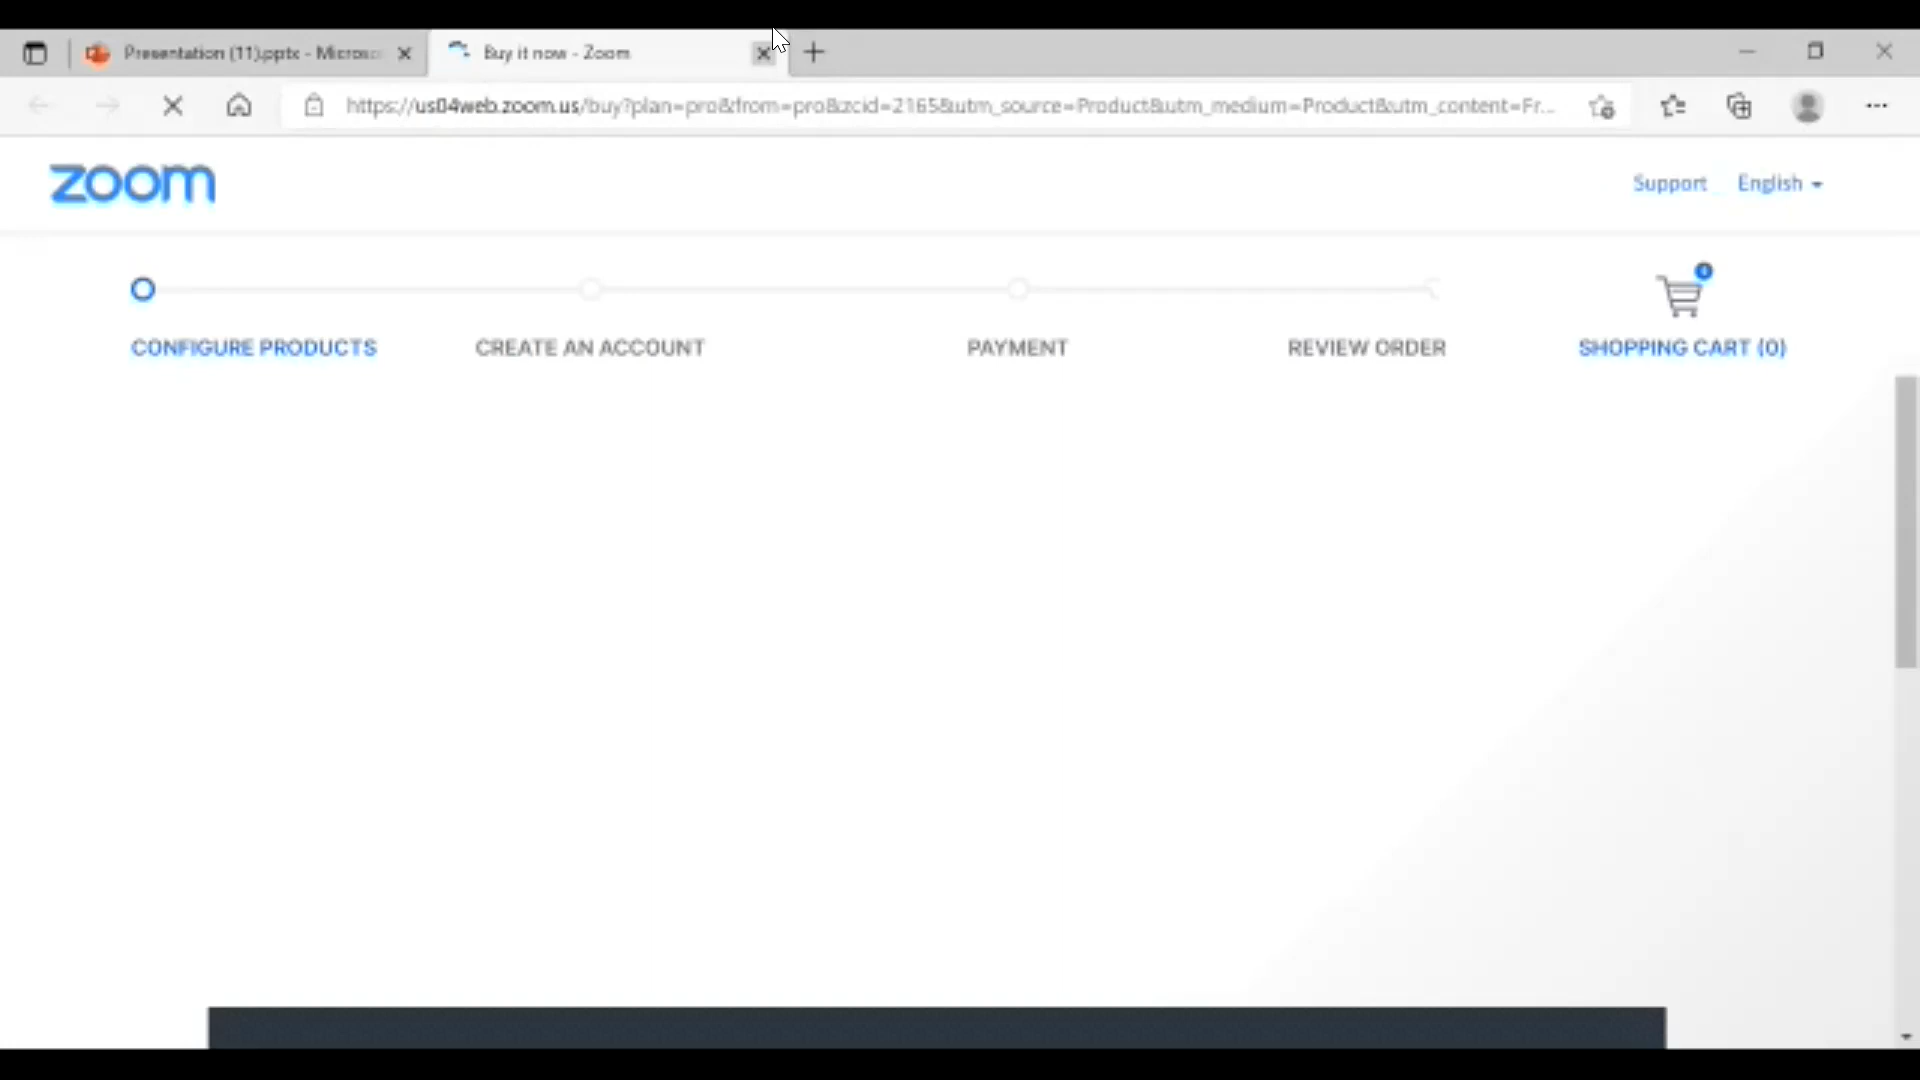 Presentation (11).pptx - Microso
Buy it now - Zoom
https://us04web.zoom.us/buy?plan=pro&from=pro&zcid=2165&utm_source=Product&utm_medium=Product&utm_content=Fr...
zoom
Support
English
CONFIGURE PRODUCTS
CREATE AN ACCOUNT
PAYMENT
REVIEW ORDER
SHOPPING CART (0)